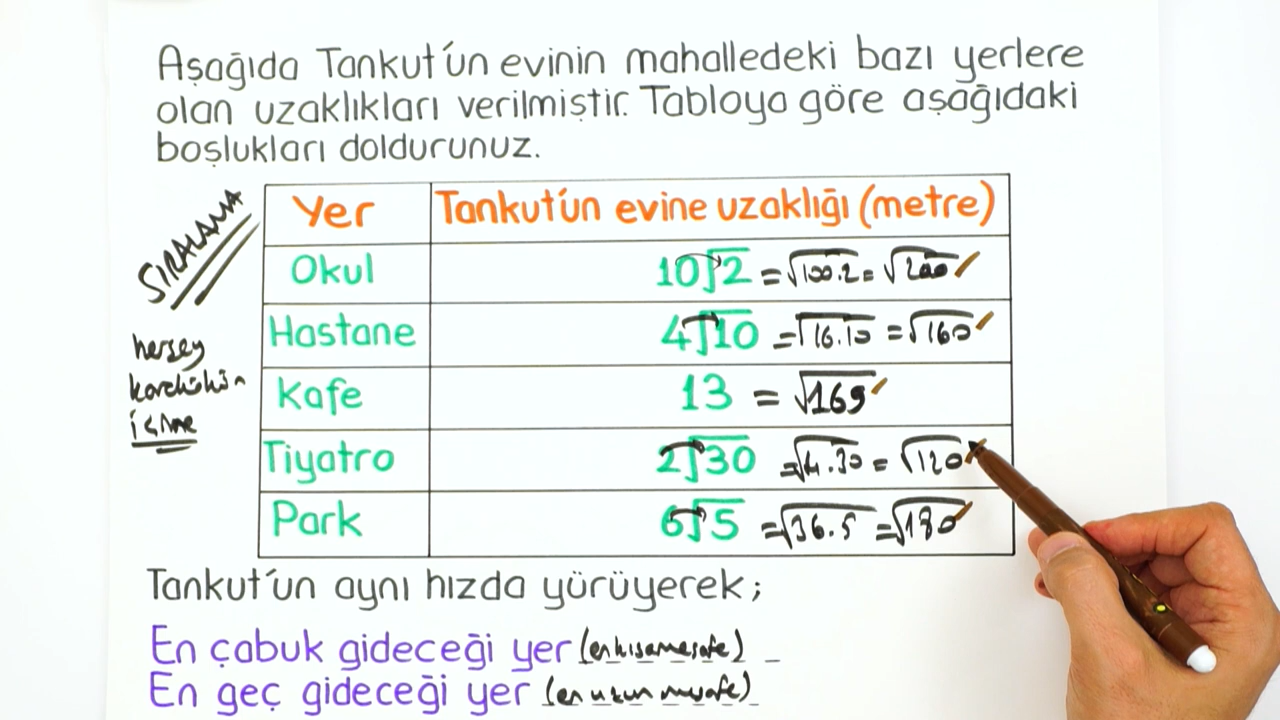 Aşağıda Tankut'un evinin mahalledeki bazı yerlere
olan uzaklıkları verilmiştir. Tabloya göre aşağıdaki
boşlukları doldurunuz.
SIRALAMA
Yer Tankut'un evine uzaklığı (metre)
Okul 10√2 = √100.2 = √200
Hastane 4√10 = √16.10 = √160
herşey
karekökün
içine
Kafe 13 = √169
Tiyatro 2√30 = √4.30 = √120
Park 6√5 = √36.5 = √180
Tankut'un aynı hızda yürüyerek;
En çabuk gideceği yer (en kısa mesafe)
En geç gideceği yer (en uzun mesafe)